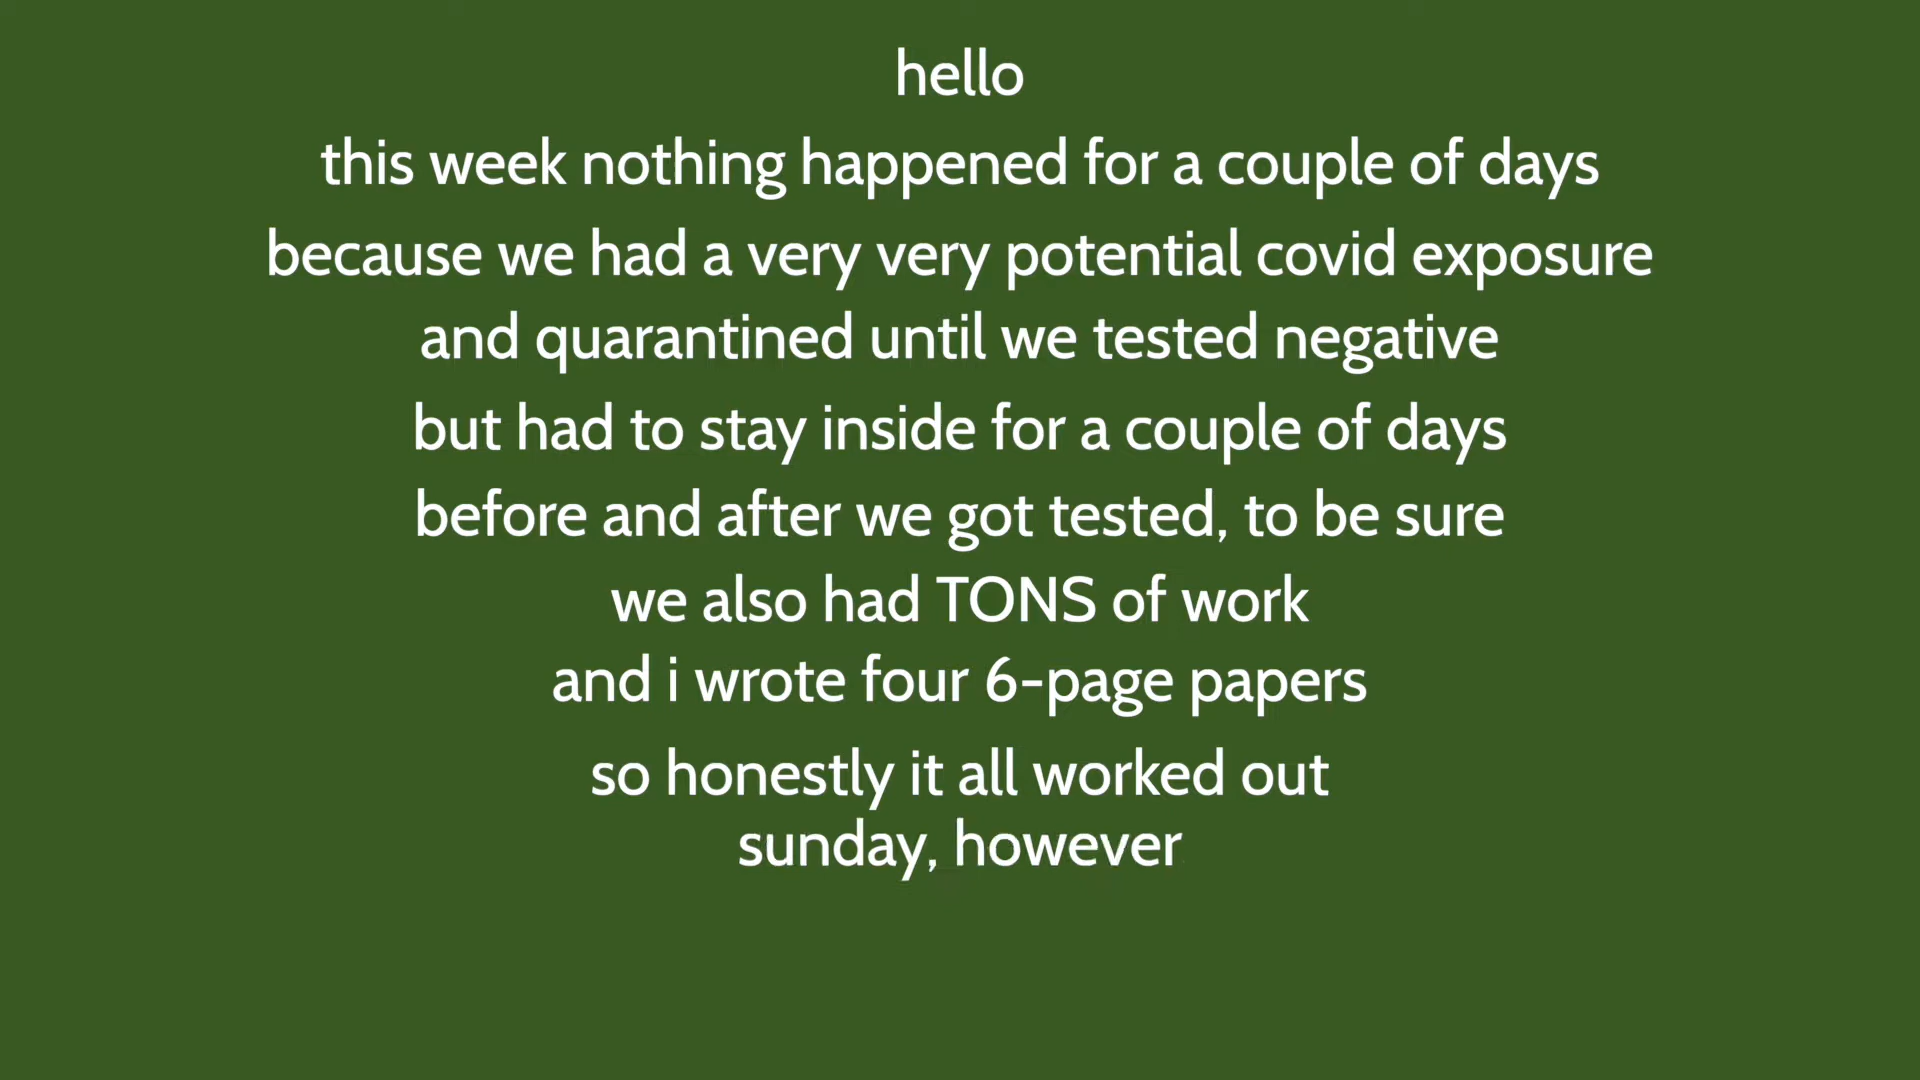 hello
this week nothing happened for a couple of days
because we had a very very potential covid exposure
and quarantined until we tested negative
but had to stay inside for a couple of days
before and after we got tested, to be sure
we also had TONS of work
and i wrote four 6-page papers
so honestly it all worked out
sunday, however